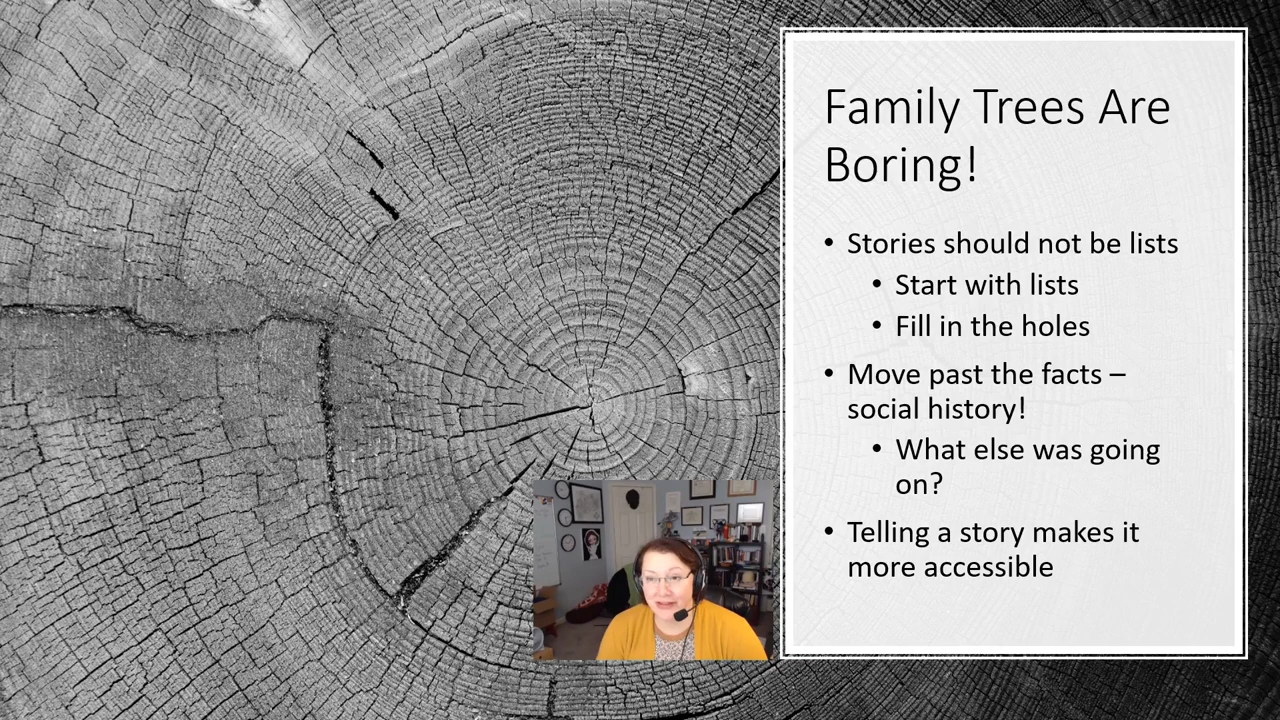 Family Trees Are
Boring!
• Stories should not be lists
• Start with lists
• Fill in the holes
• Move past the facts –
social history!
• What else was going
on?
• Telling a story makes it
more accessible